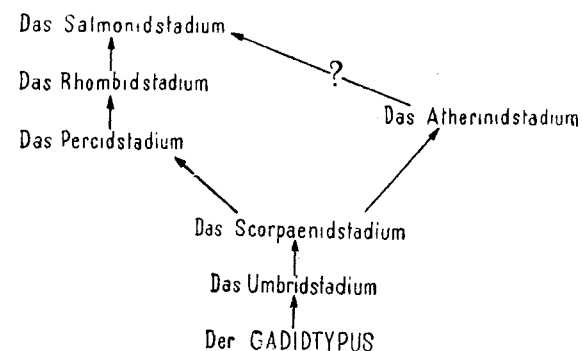 Das Salmonidstadium
?
Das Rhombidstadium
Das Atherinidstadium
Das Percidstadium
Das Scorpaenidstadium
Das Umbridstadium
Der GADIDTYPUS